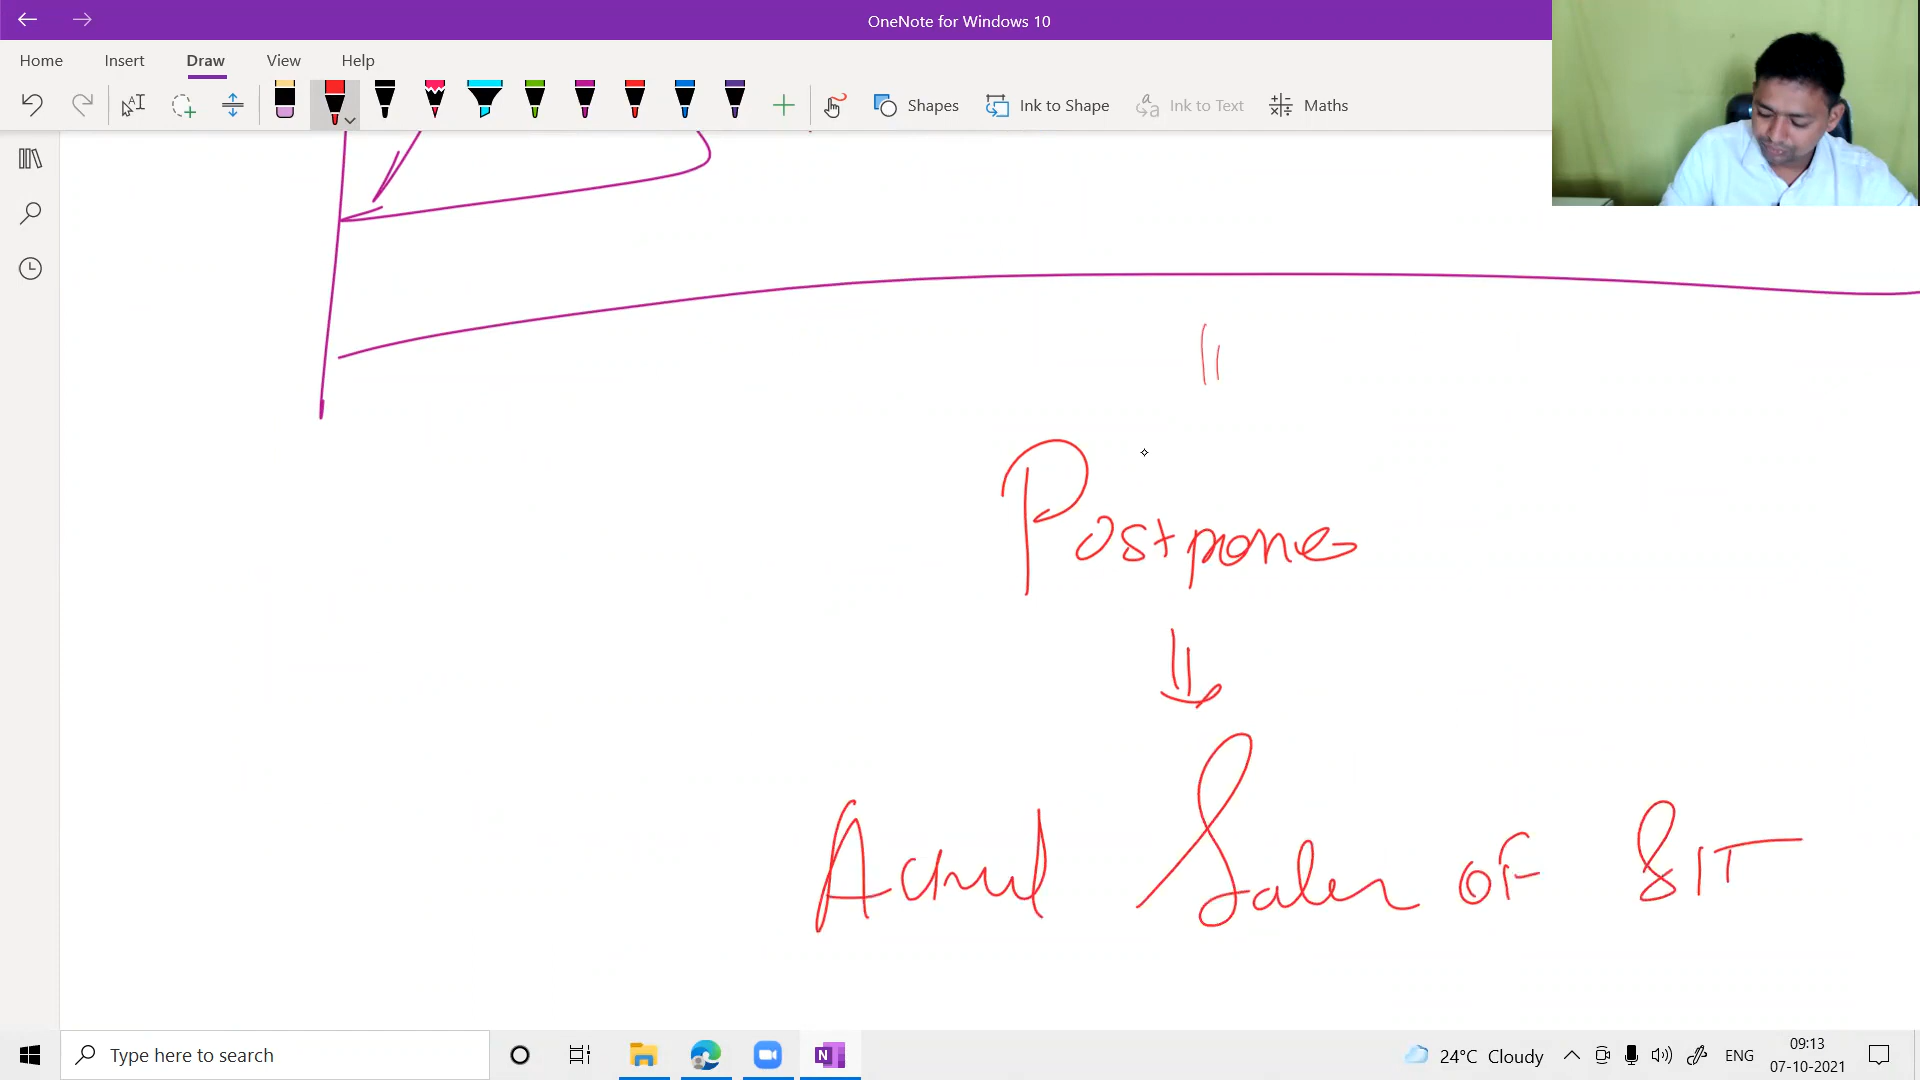 OneNote for Windows 10
Home Insert Draw View Help
Shapes Ink to Shape Ink to Text Maths
Postpone
Actual Sales OF SIT
Type here to search
24°C Cloudy ENG 09:13
07-10-2021